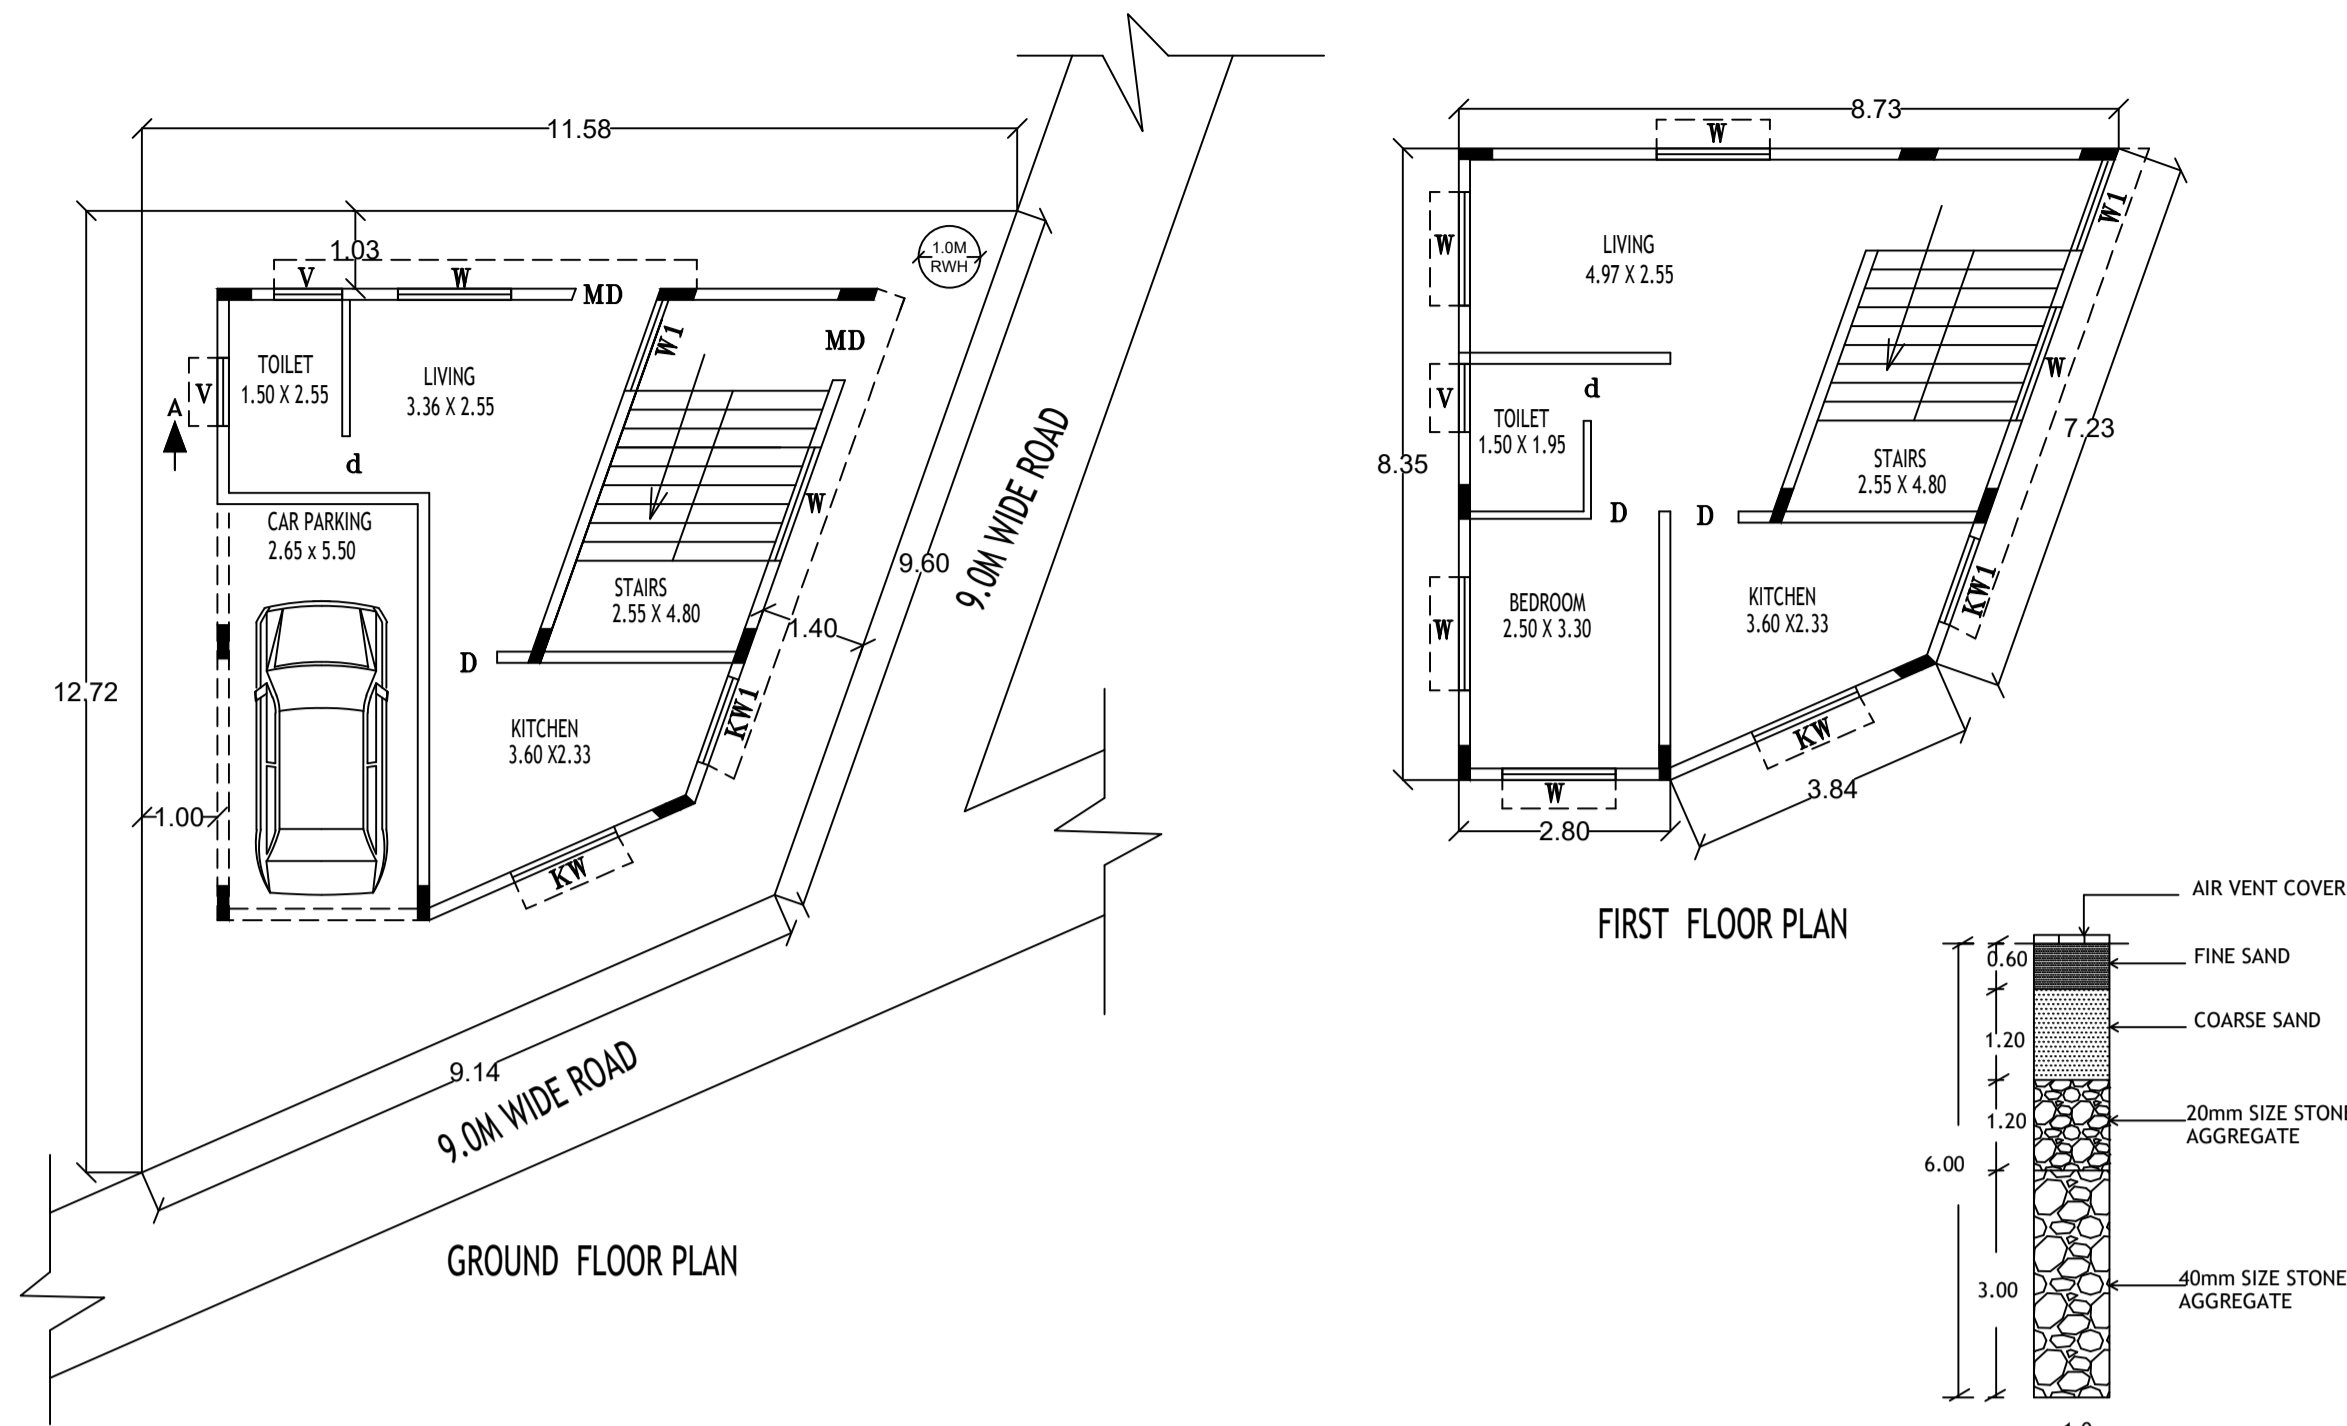 11.58
1.03
V
W
MD
1.0M
RWH
W1
MD
TOILET
1.50 X 2.55
LIVING
3.36 X 2.55
V
A
d
W
CAR PARKING
2.65 x 5.50
9.0M WIDE ROAD
9.60
STAIRS
2.55 X 4.80
1.40
D
12.72
KW1
KITCHEN
3.60 X2.33
1.00
KW
9.14
9.0M WIDE ROAD
GROUND FLOOR PLAN
8.73
W
W1
W
LIVING
4.97 X 2.55
W
V
d
TOILET
1.50 X 1.95
7.23
8.35
STAIRS
2.55 X 4.80
D
D
KW1
BEDROOM
2.50 X 3.30
KITCHEN
3.60 X2.33
W
KW
W
3.84
2.80
FIRST FLOOR PLAN
AIR VENT COVER
0.60
FINE SAND
COARSE SAND
1.20
1.20
20mm SIZE STONE
AGGREGATE
6.00
40mm SIZE STONE
AGGREGATE
3.00